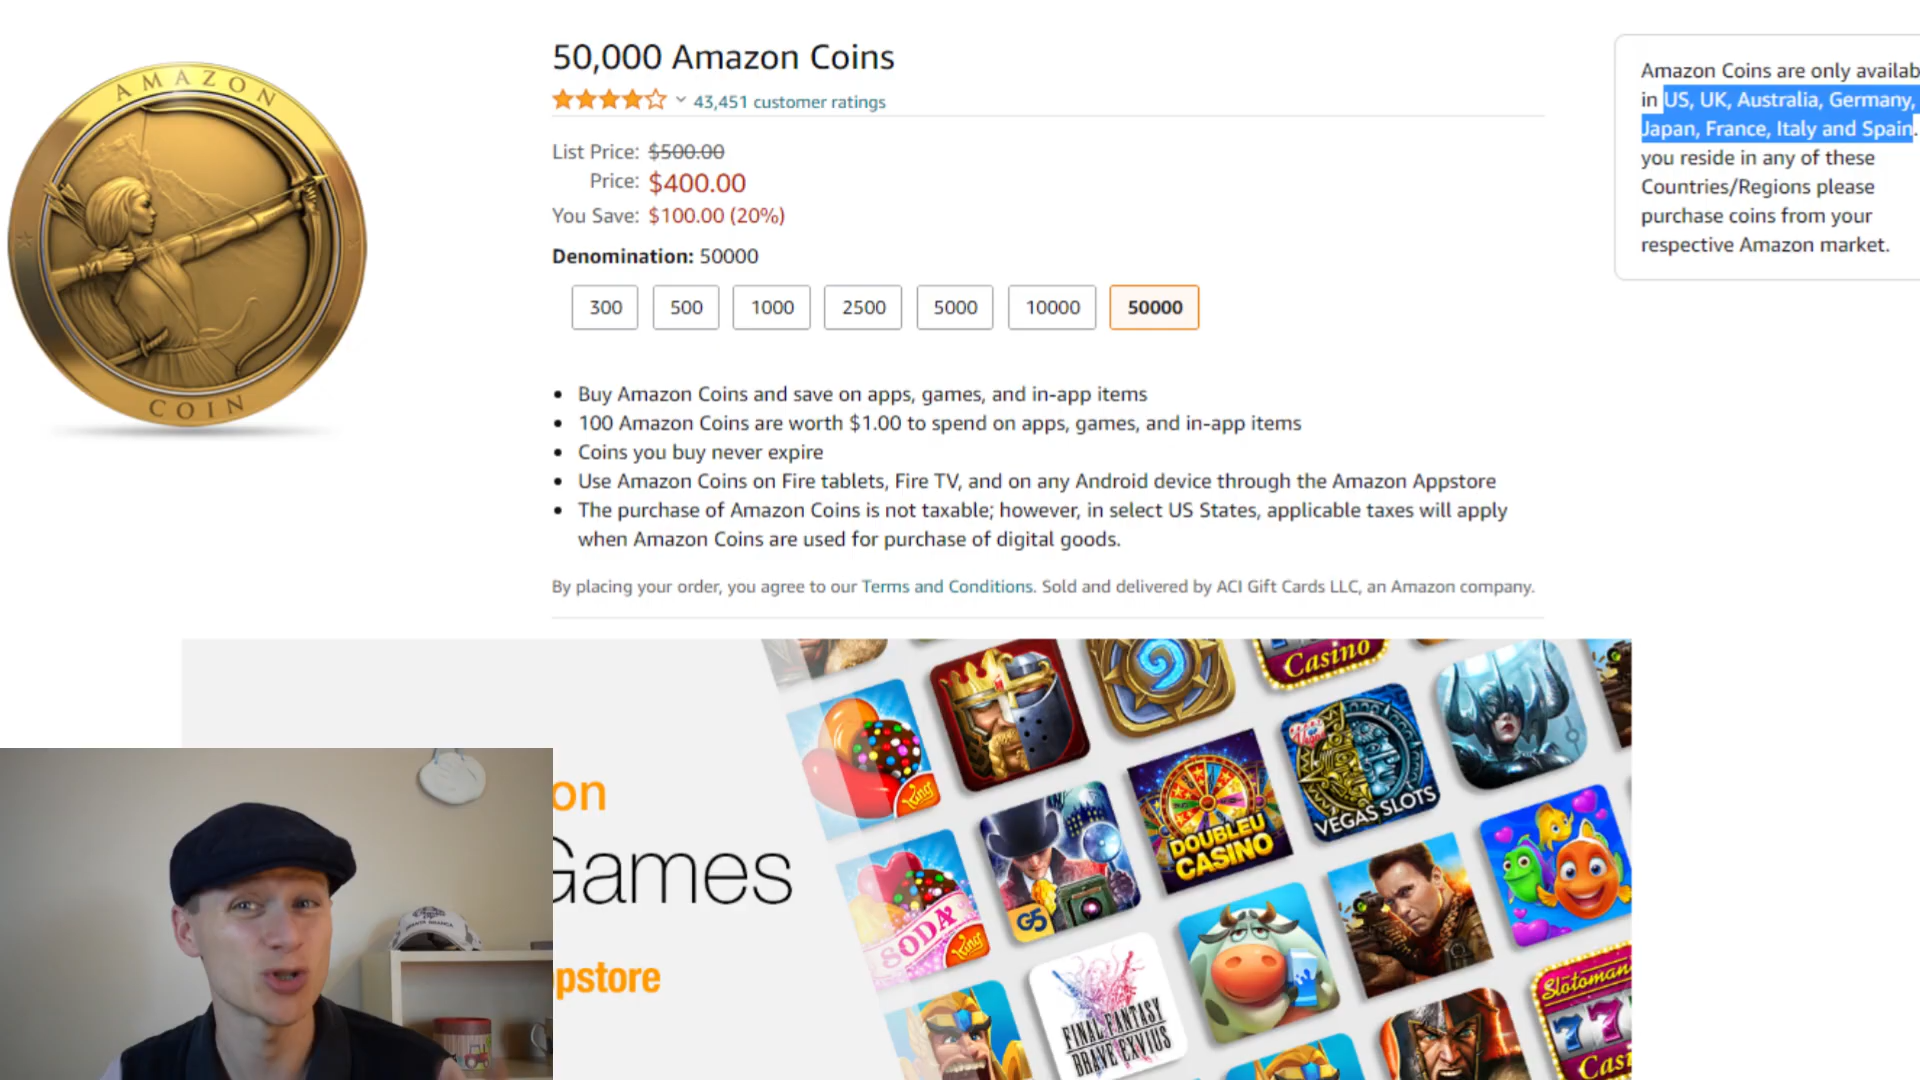 AMAZON
COIN
50,000 Amazon Coins
43,451 customer ratings
List Price: $500.00
Price: $400.00
You Save: $100.00 (20%)
Denomination: 50000
300 500 1000 2500 5000 10000 50000
Buy Amazon Coins and save on apps, games, and in-app items
100 Amazon Coins are worth $1.00 to spend on apps, games, and in-app items
Coins you buy never expire
Use Amazon Coins on Fire tablets, Fire TV, and on any Android device through the Amazon Appstore
The purchase of Amazon Coins is not taxable; however, in select US States, applicable taxes will apply
when Amazon Coins are used for purchase of digital goods.
By placing your order, you agree to our Terms and Conditions. Sold and delivered by ACI Gift Cards LLC, an Amazon company.
Amazon Coins are only availab
in US, UK, Australia, Germany,
Japan, France, Italy and Spain.
you reside in any of these
Countries/Regions please
purchase coins from your
respective Amazon market.
on
Games
pstore
Casino
King
VEGAS SLOTS
DOUBLEU
CASINO
G5
SODA
King
FINAL FANTASY
BRAVE EXVIUS
Slotoman
77
Casi